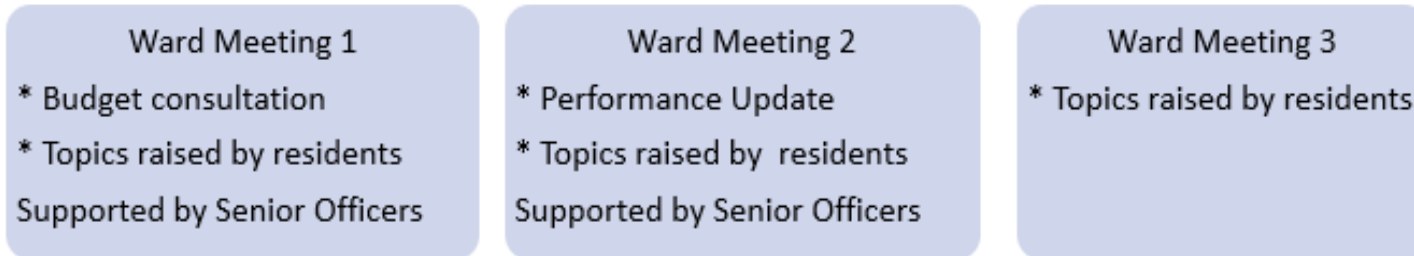 Ward Meeting 1
* Budget consultation
* Topics raised by residents
Supported by Senior Officers
Ward Meeting 2
* Performance Update
* Topics raised by  residents
Supported by Senior Officers
Ward Meeting 3
* Topics raised by residents